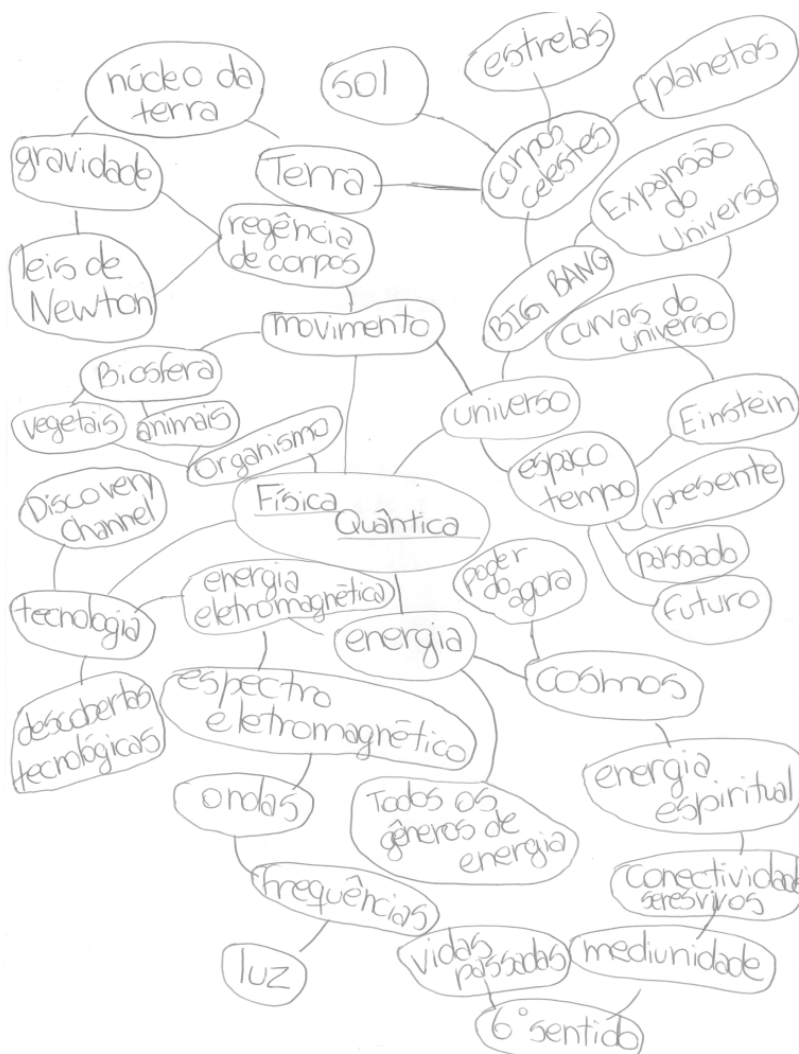 núcleo da
terra
sol
estrelas
planetas
gravidade
Terra
corpos
celestes
Expansão
do
Universo
regência
de corpos
leis de
Newton
BIG BANG
movimento
curvas do
universo
Biosfera
vegetais
animais
organismo
universo
Einstein
espaço
tempo
presente
passado
futuro
Física
Quântica
Discovery
Channel
tecnologia
descobertas
tecnológicas
energia
eletromagnética
energia
poder
do
agora
cosmos
espectro
eletromagnético
ondas
Todos os
gêneros de
energia
energia
espiritual
frequências
luz
conectividade
seres vivos
vidas
passadas
mediunidade
6° sentido